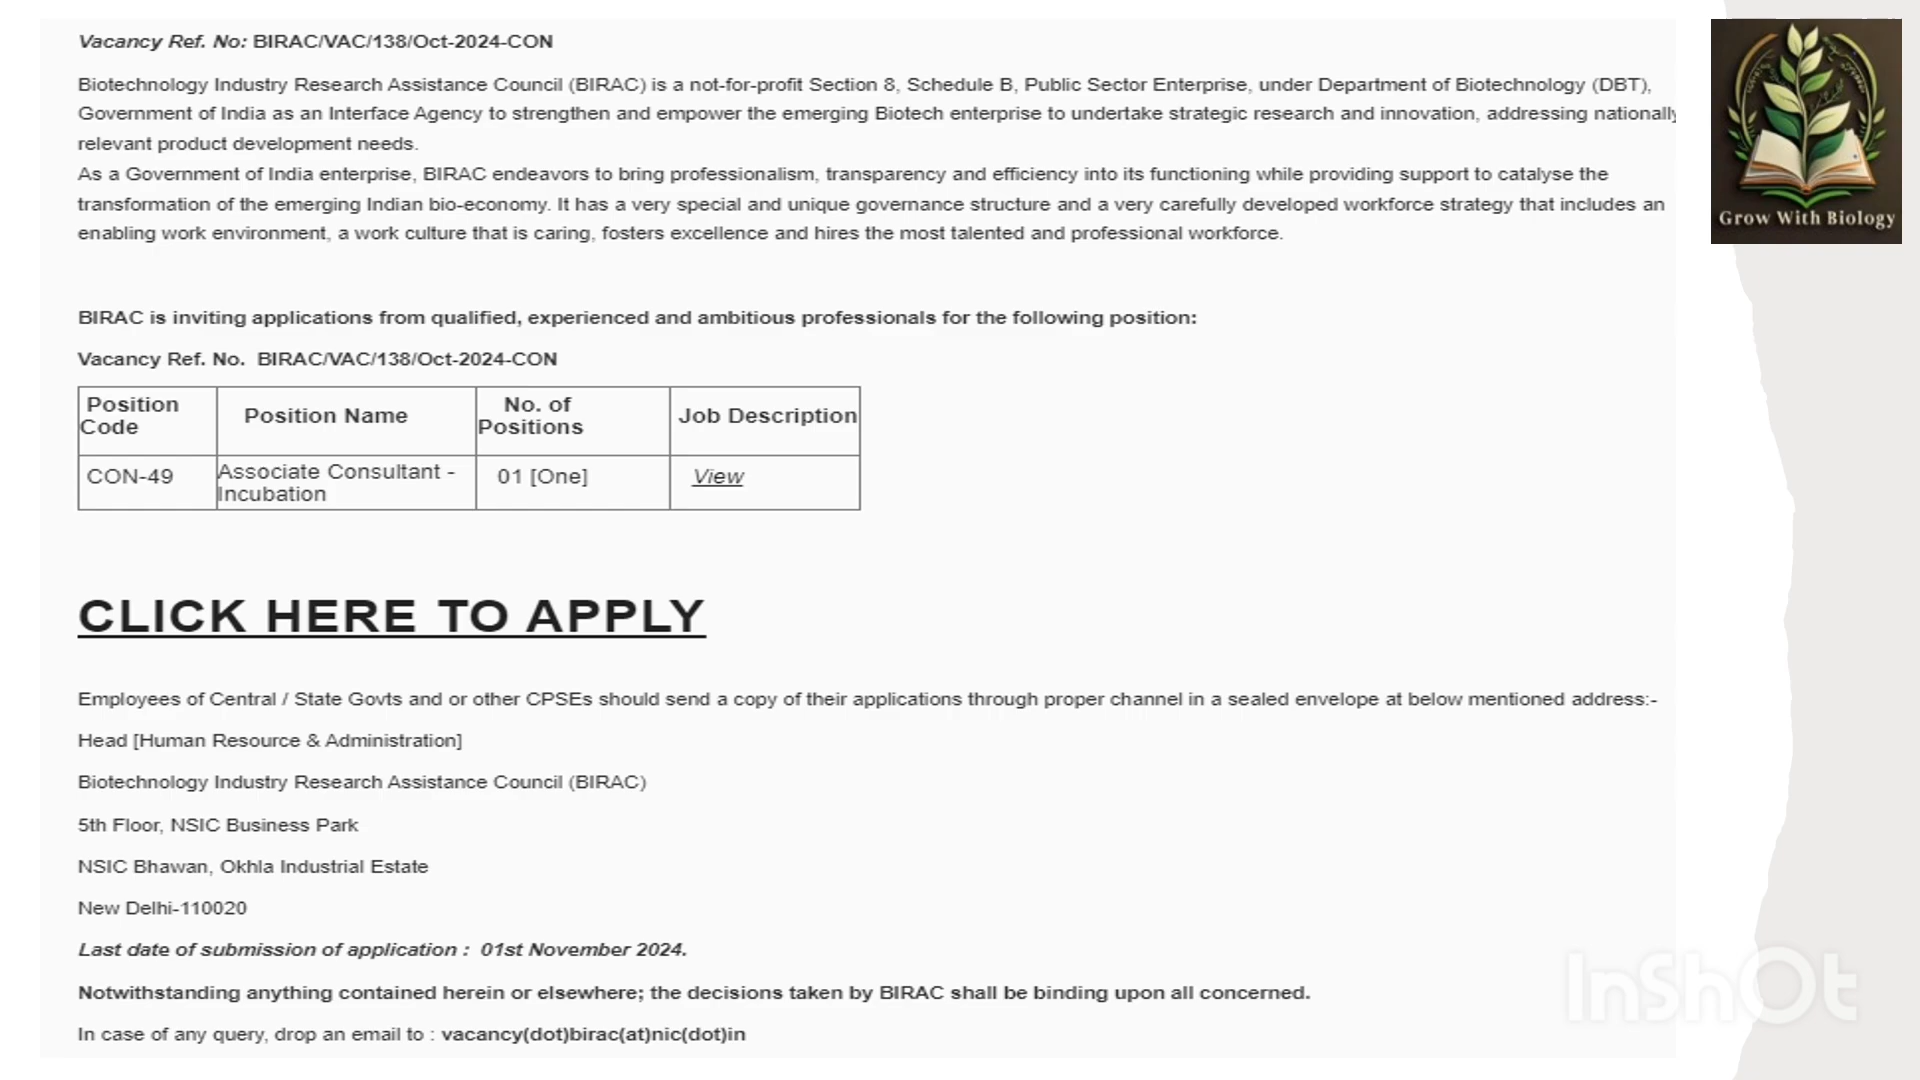 Vacancy Ref. No: BIRAC/VAC/138/Oct-2024-CON
Biotechnology Industry Research Assistance Council (BIRAC) is a not-for-profit Section 8, Schedule B, Public Sector Enterprise, under Department of Biotechnology (DBT),
Government of India as an Interface Agency to strengthen and empower the emerging Biotech enterprise to undertake strategic research and innovation, addressing nationally
relevant product development needs.
As a Government of India enterprise, BIRAC endeavors to bring professionalism, transparency and efficiency into its functioning while providing support to catalyse the
transformation of the emerging Indian bio-economy. It has a very special and unique governance structure and a very carefully developed workforce strategy that includes an
enabling work environment, a work culture that is caring, fosters excellence and hires the most talented and professional workforce.
Grow With Biology
BIRAC is inviting applications from qualified, experienced and ambitious professionals for the following position:
Vacancy Ref. No. BIRAC/VAC/138/Oct-2024-CON
Position Code Position Name No. of Positions Job Description
CON-49 Associate Consultant - Incubation 01 [One] View
CLICK HERE TO APPLY
Employees of Central / State Govts and or other CPSEs should send a copy of their applications through proper channel in a sealed envelope at below mentioned address:-
Head [Human Resource & Administration]
Biotechnology Industry Research Assistance Council (BIRAC)
5th Floor, NSIC Business Park
NSIC Bhawan, Okhla Industrial Estate
New Delhi-110020
Last date of submission of application : 01st November 2024.
Notwithstanding anything contained herein or elsewhere; the decisions taken by BIRAC shall be binding upon all concerned.
In case of any query, drop an email to : vacancy(dot)birac(at)nic(dot)in
InShOt